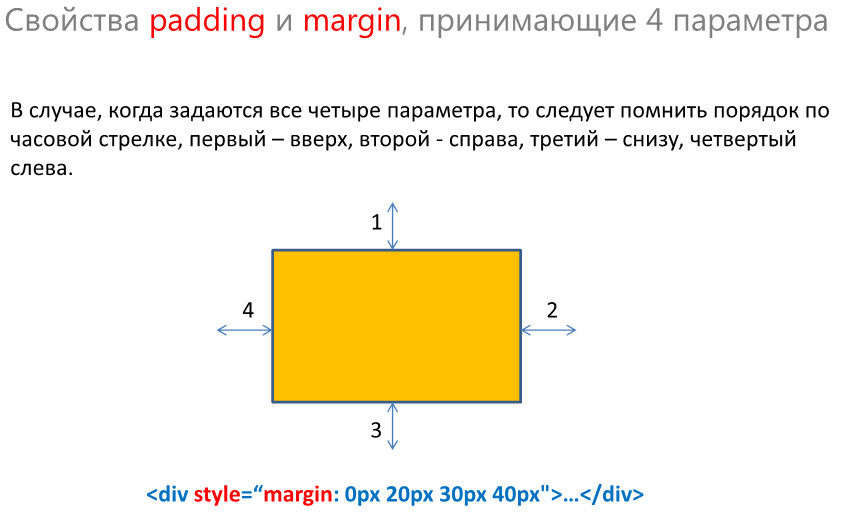 Свойства padding и margin, принимающие 4 параметра
В случае, когда задаются все четыре параметра, то следует помнить порядок по
часовой стрелке, первый – вверх, второй - справа, третий – снизу, четвертый
слева.
1
4
2
3
<div style=“margin: 0px 20px 30px 40px">…</div>